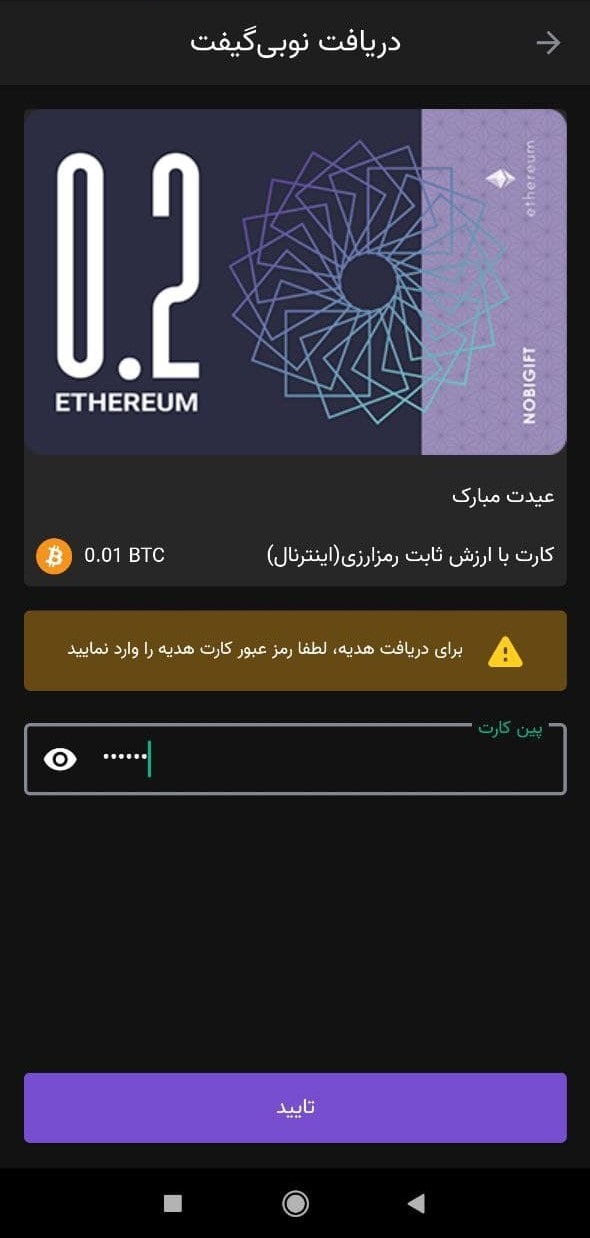 دریافت نوبی‌گیفت
0.2
ETHEREUM
ethereum
NOBIGIFT
عیدت مبارک
کارت با ارزش ثابت رمزارزی(اینترنال)
0.01 BTC
برای دریافت هدیه، لطفا رمز عبور کارت هدیه را وارد نمایید
پین کارت
••••••
تایید